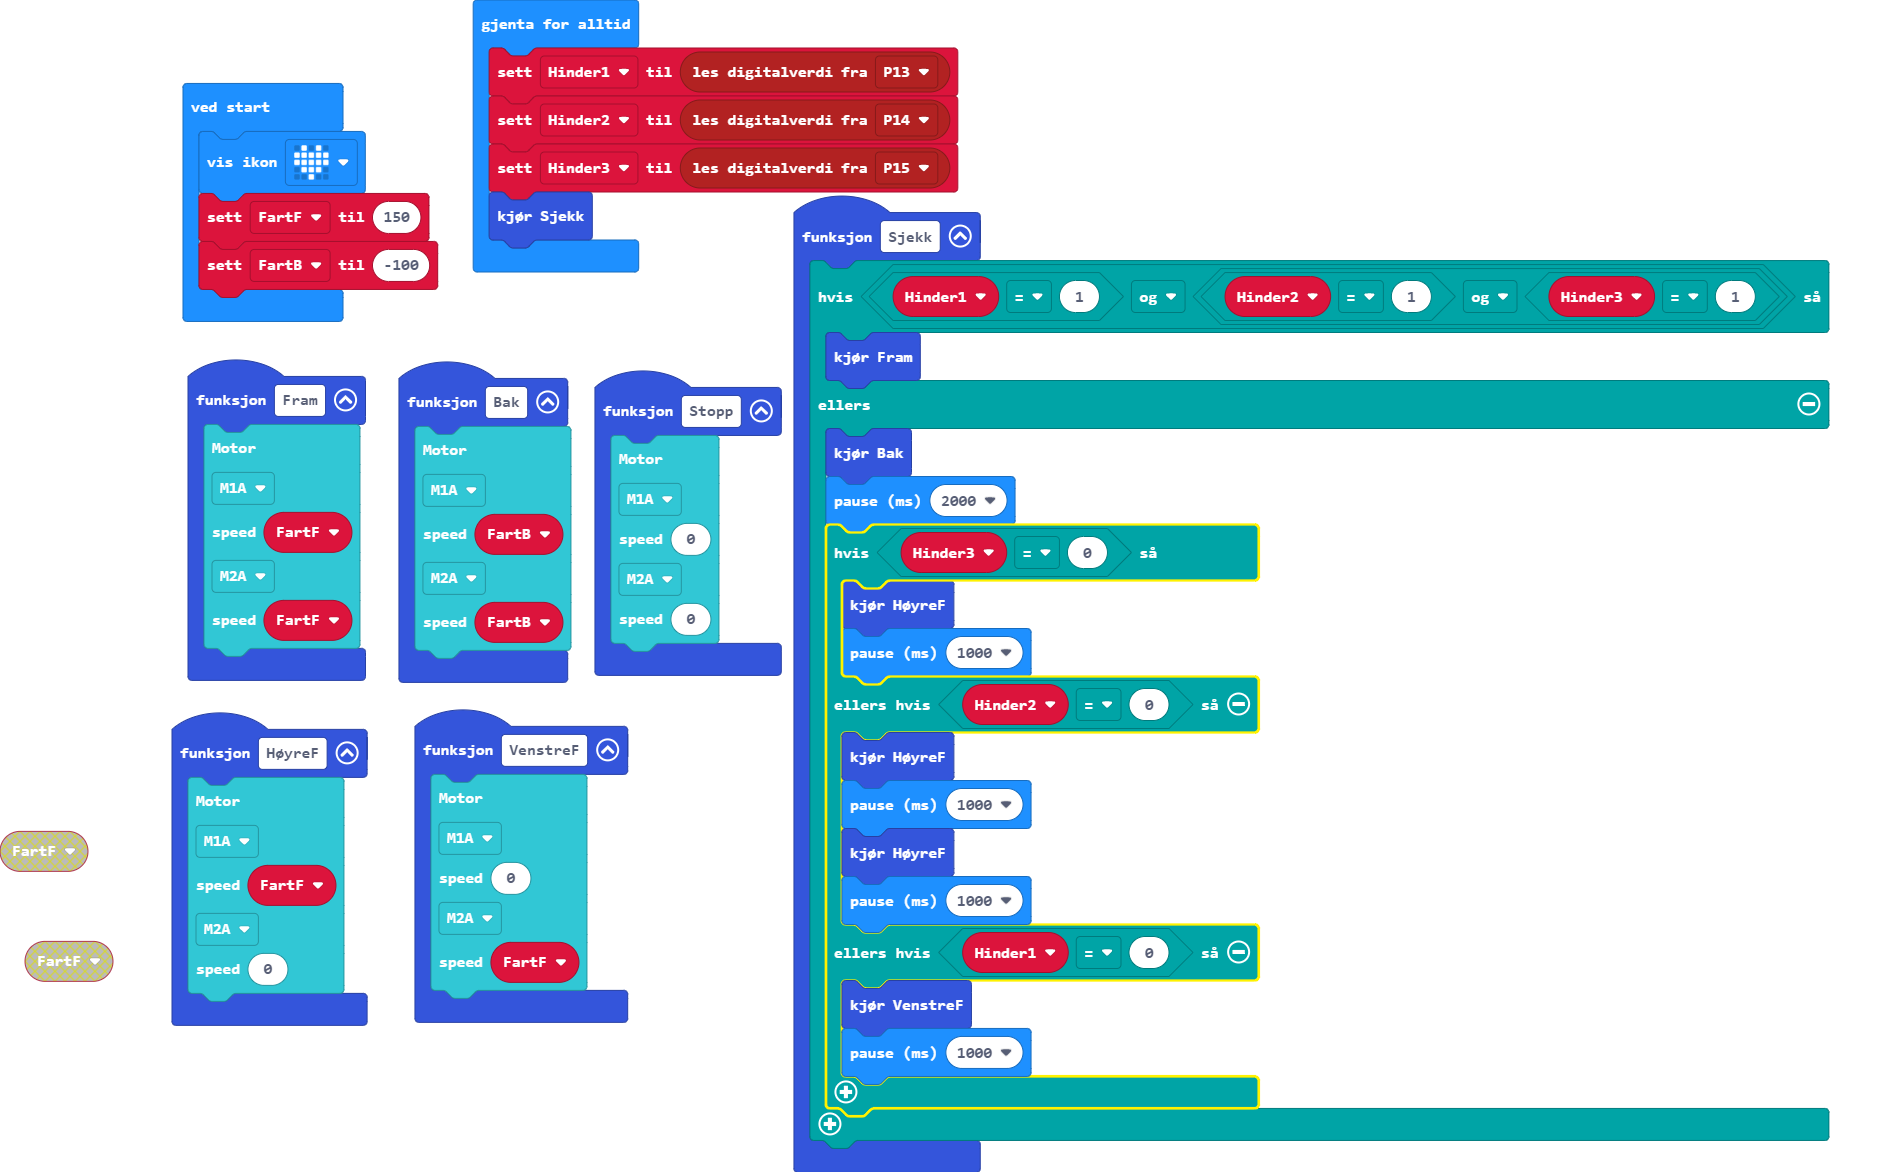 gjenta for alltid
sett Hinder1 til les digitalverdi fra P13
sett Hinder2 til les digitalverdi fra P14
sett Hinder3 til les digitalverdi fra P15
kjør Sjekk
ved start
vis ikon
sett FartF til 150
sett FartB til -100
funksjon Fram
Motor
M1A
speed FartF
M2A
speed FartF
funksjon Bak
Motor
M1A
speed FartB
M2A
speed FartB
funksjon Stopp
Motor
M1A
speed 0
M2A
speed 0
funksjon HøyreF
Motor
M1A
speed FartF
M2A
speed 0
funksjon VenstreF
Motor
M1A
speed 0
M2A
speed FartF
FartF
FartF
funksjon Sjekk
hvis Hinder1 = 1 og Hinder2 = 1 og Hinder3 = 1 så
kjør Fram
ellers
kjør Bak
pause (ms) 2000
hvis Hinder3 = 0 så
kjør HøyreF
pause (ms) 1000
ellers hvis Hinder2 = 0 så
kjør HøyreF
pause (ms) 1000
kjør HøyreF
pause (ms) 1000
ellers hvis Hinder1 = 0 så
kjør VenstreF
pause (ms) 1000